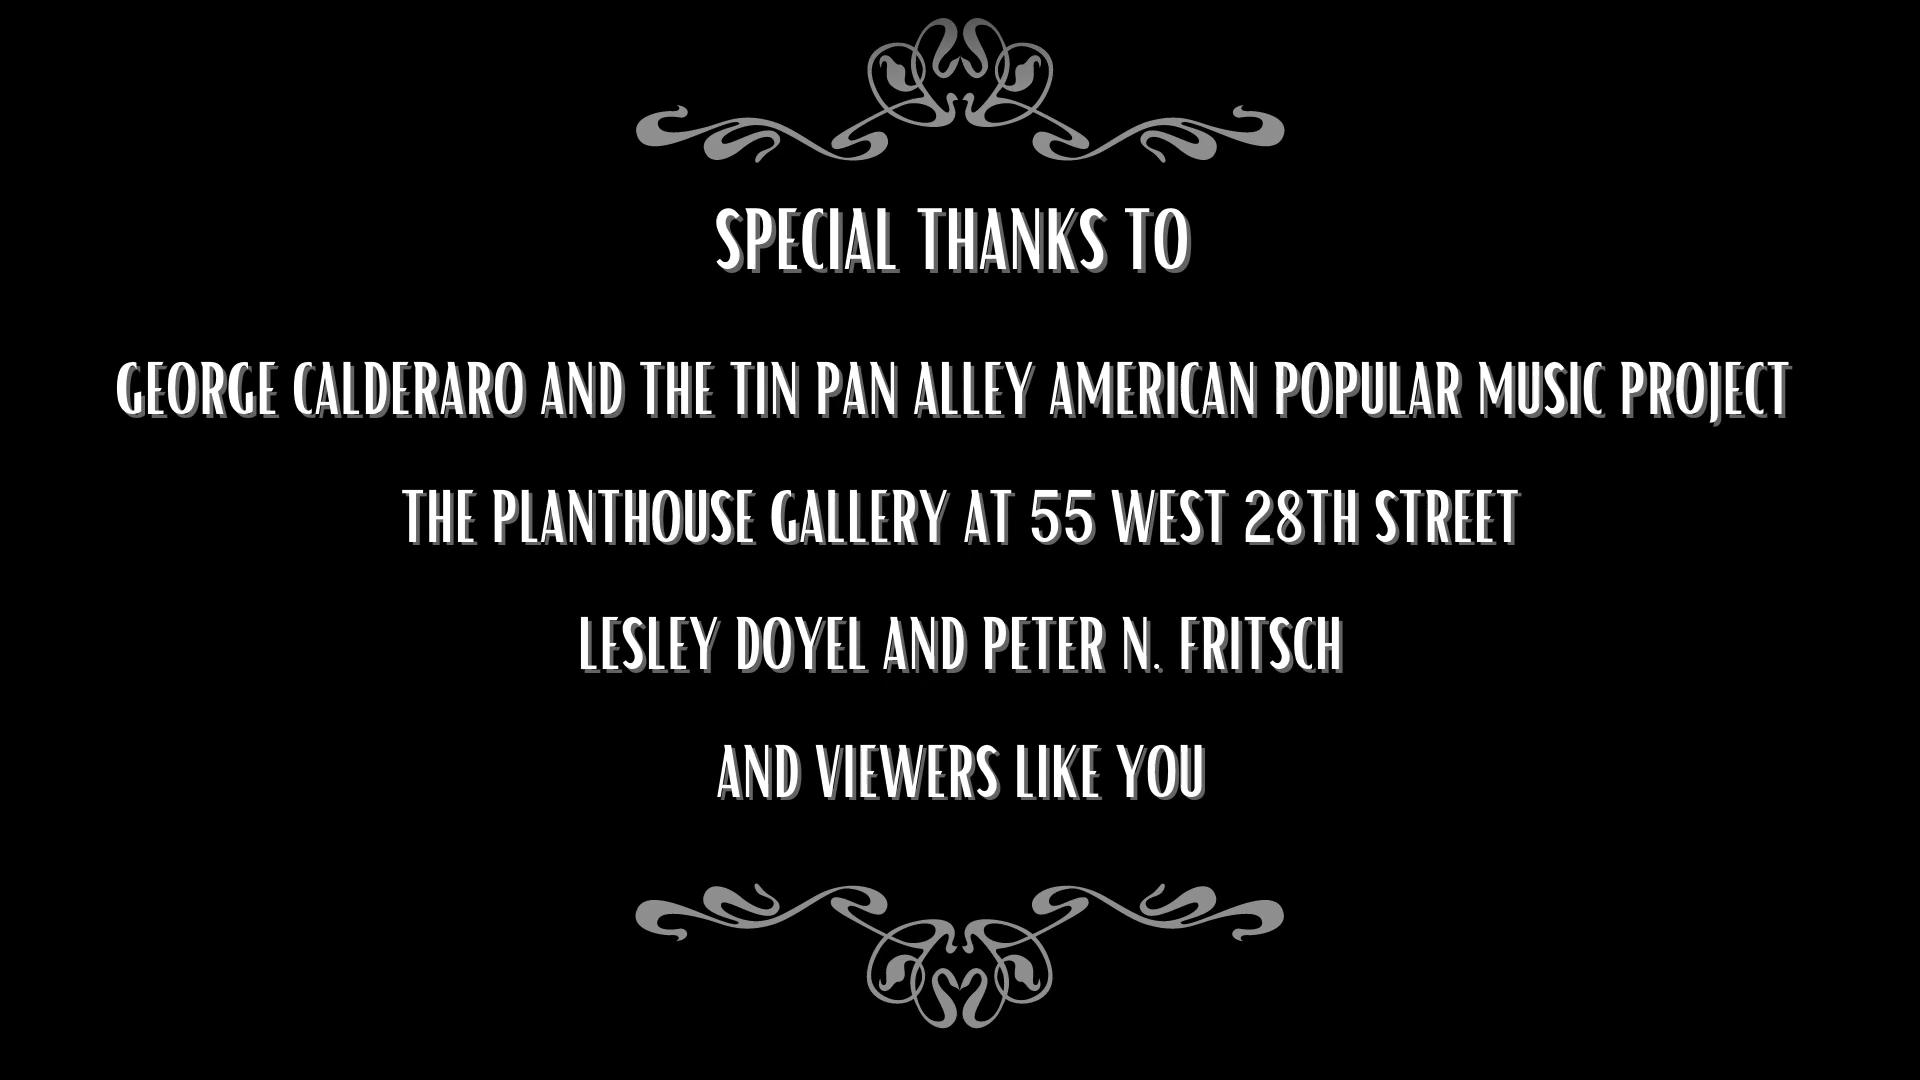 SPECIAL THANKS TO
GEORGE CALDERARO AND THE TIN PAN ALLEY AMERICAN POPULAR MUSIC PROJECT
THE PLANTHOUSE GALLERY AT 55 WEST 28TH STREET
LESLEY DOYEL AND PETER N. FRITSCH
AND VIEWERS LIKE YOU